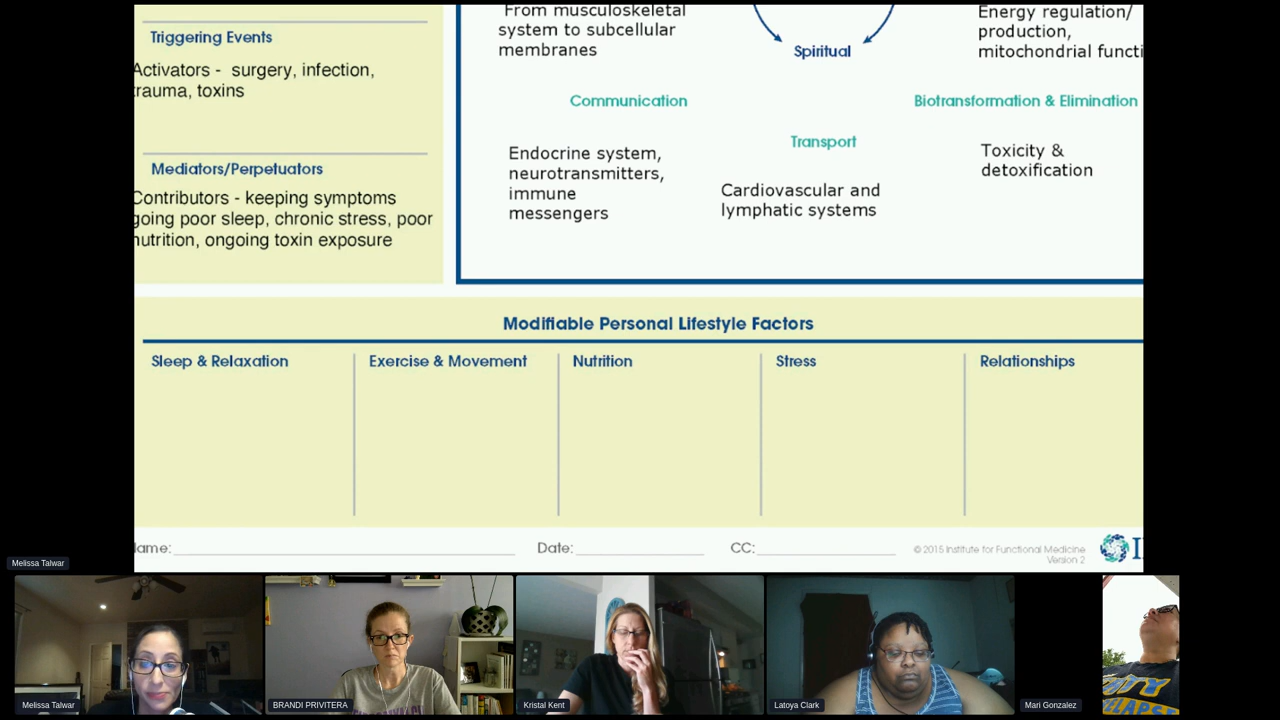 Triggering Events
Activators - surgery, infection,
trauma, toxins
Mediators/Perpetuators
Contributors - keeping symptoms
going poor sleep, chronic stress, poor
nutrition, ongoing toxin exposure
From musculoskeletal
system to subcellular
membranes
Spiritual
Energy regulation/
production,
mitochondrial functi
Communication
Biotransformation & Elimination
Transport
Endocrine system,
neurotransmitters,
immune
messengers
Cardiovascular and
lymphatic systems
Toxicity &
detoxification
Modifiable Personal Lifestyle Factors
Sleep & Relaxation
Exercise & Movement
Nutrition
Stress
Relationships
ame:
Date:
CC:
© 2015 Institute for Functional Medicine
Version 2
Melissa Talwar
Melissa Talwar
BRANDI PRIVITERA
Kristal Kent
Latoya Clark
Mari Gonzalez